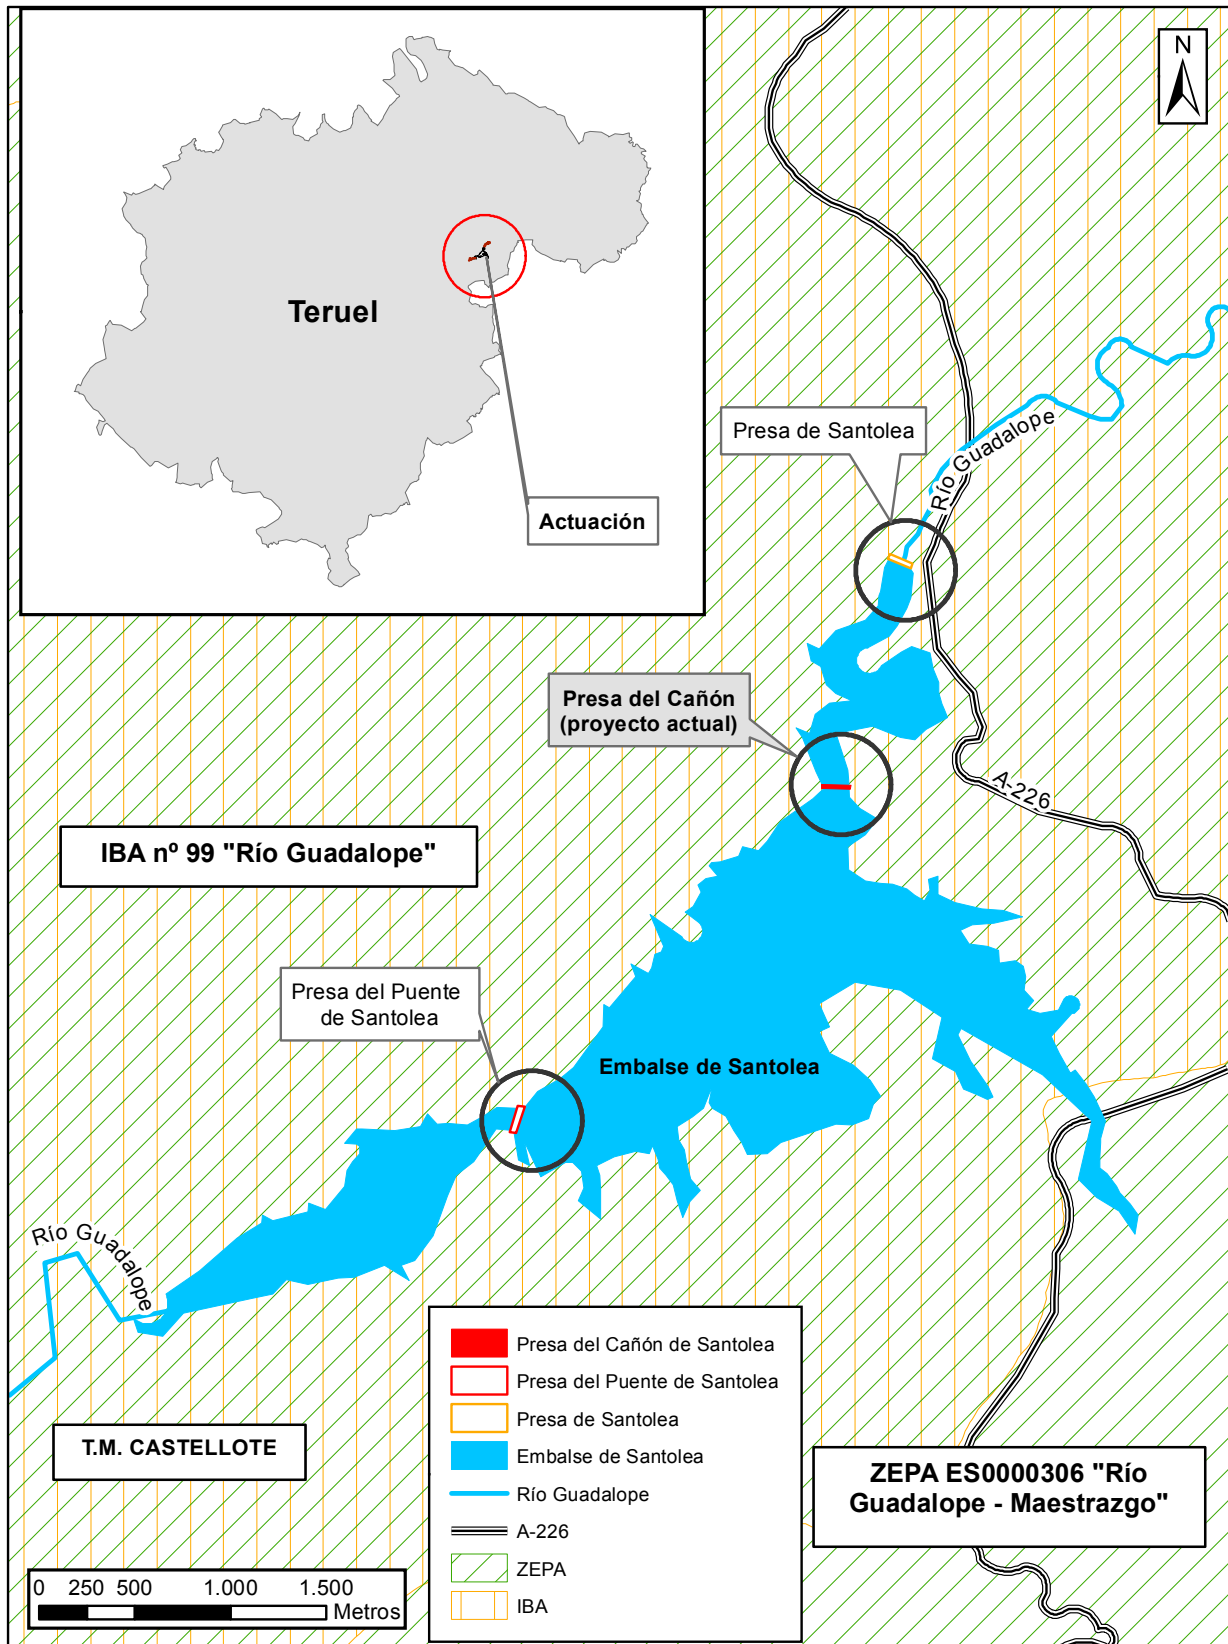 Teruel
Actuación
N
Presa de Santolea
Río Guadalope
Presa del Cañón
(proyecto actual)
A-226
IBA nº 99 "Río Guadalope"
Presa del Puente
de Santolea
Embalse de Santolea
Río Guadalope
T.M. CASTELLOTE
Presa del Cañón de Santolea
Presa del Puente de Santolea
Presa de Santolea
Embalse de Santolea
Río Guadalope
A-226
ZEPA
IBA
ZEPA ES0000306 "Río
Guadalope - Maestrazgo"
0 250 500 1.000 1.500
Metros